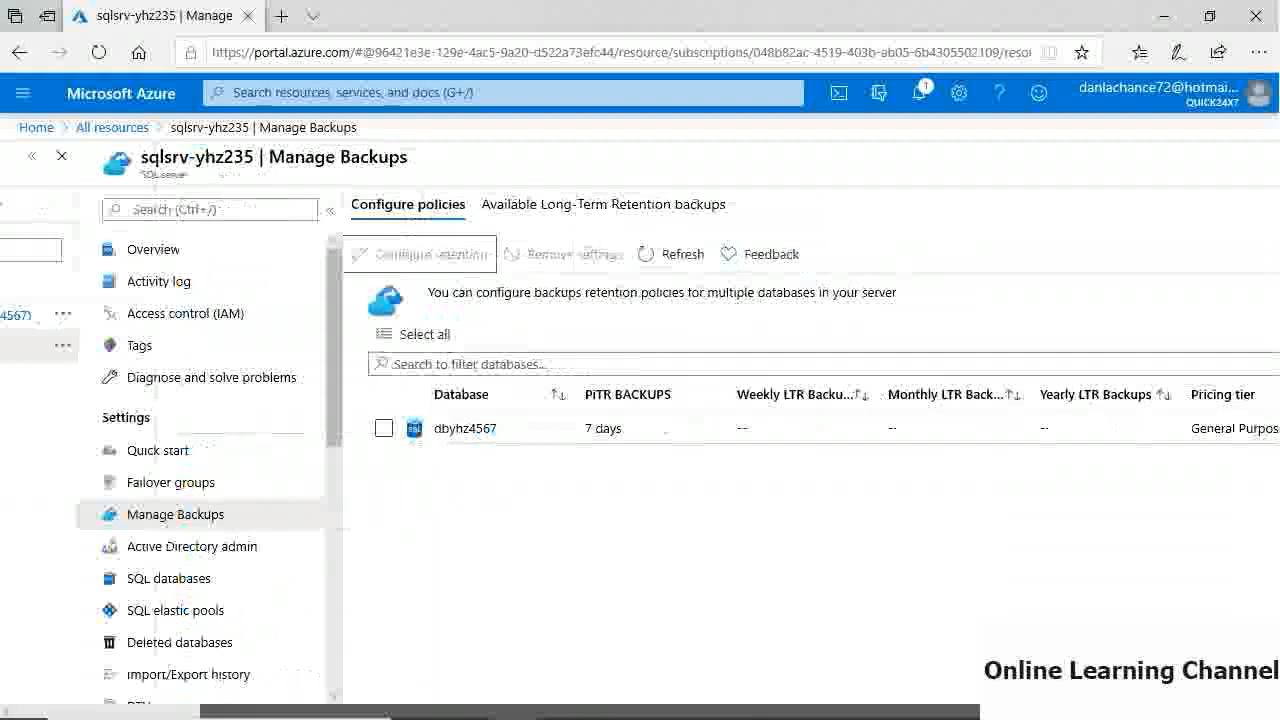 sqlsrv-yhz235 | Manage
https://portal.azure.com/#@96421e3e-129e-4ac5-9a20-d522a73efc44/resource/subscriptions/048b82ac-4519-403b-ab05-6b4305502109/resou
Microsoft Azure
Search resources, services, and docs (G+/)
1
danlachance72@hotmai...
QUICK24X7
Home > All resources > sqlsrv-yhz235 | Manage Backups
sqlsrv-yhz235 | Manage Backups
SQL server
Search (Ctrl+/)
Configure policies
Available Long-Term Retention backups
Configure retention
Remove settings
Refresh
Feedback
You can configure backups retention policies for multiple databases in your server
Select all
Search to filter databases...
Database
PiTR BACKUPS
Weekly LTR Backu...
Monthly LTR Back...
Yearly LTR Backups
Pricing tier
dbyhz4567
7 days
--
--
--
General Purpos
4567)
Overview
Activity log
Access control (IAM)
Tags
Diagnose and solve problems
Settings
Quick start
Failover groups
Manage Backups
Active Directory admin
SQL databases
SQL elastic pools
Deleted databases
Import/Export history
Online Learning Channel